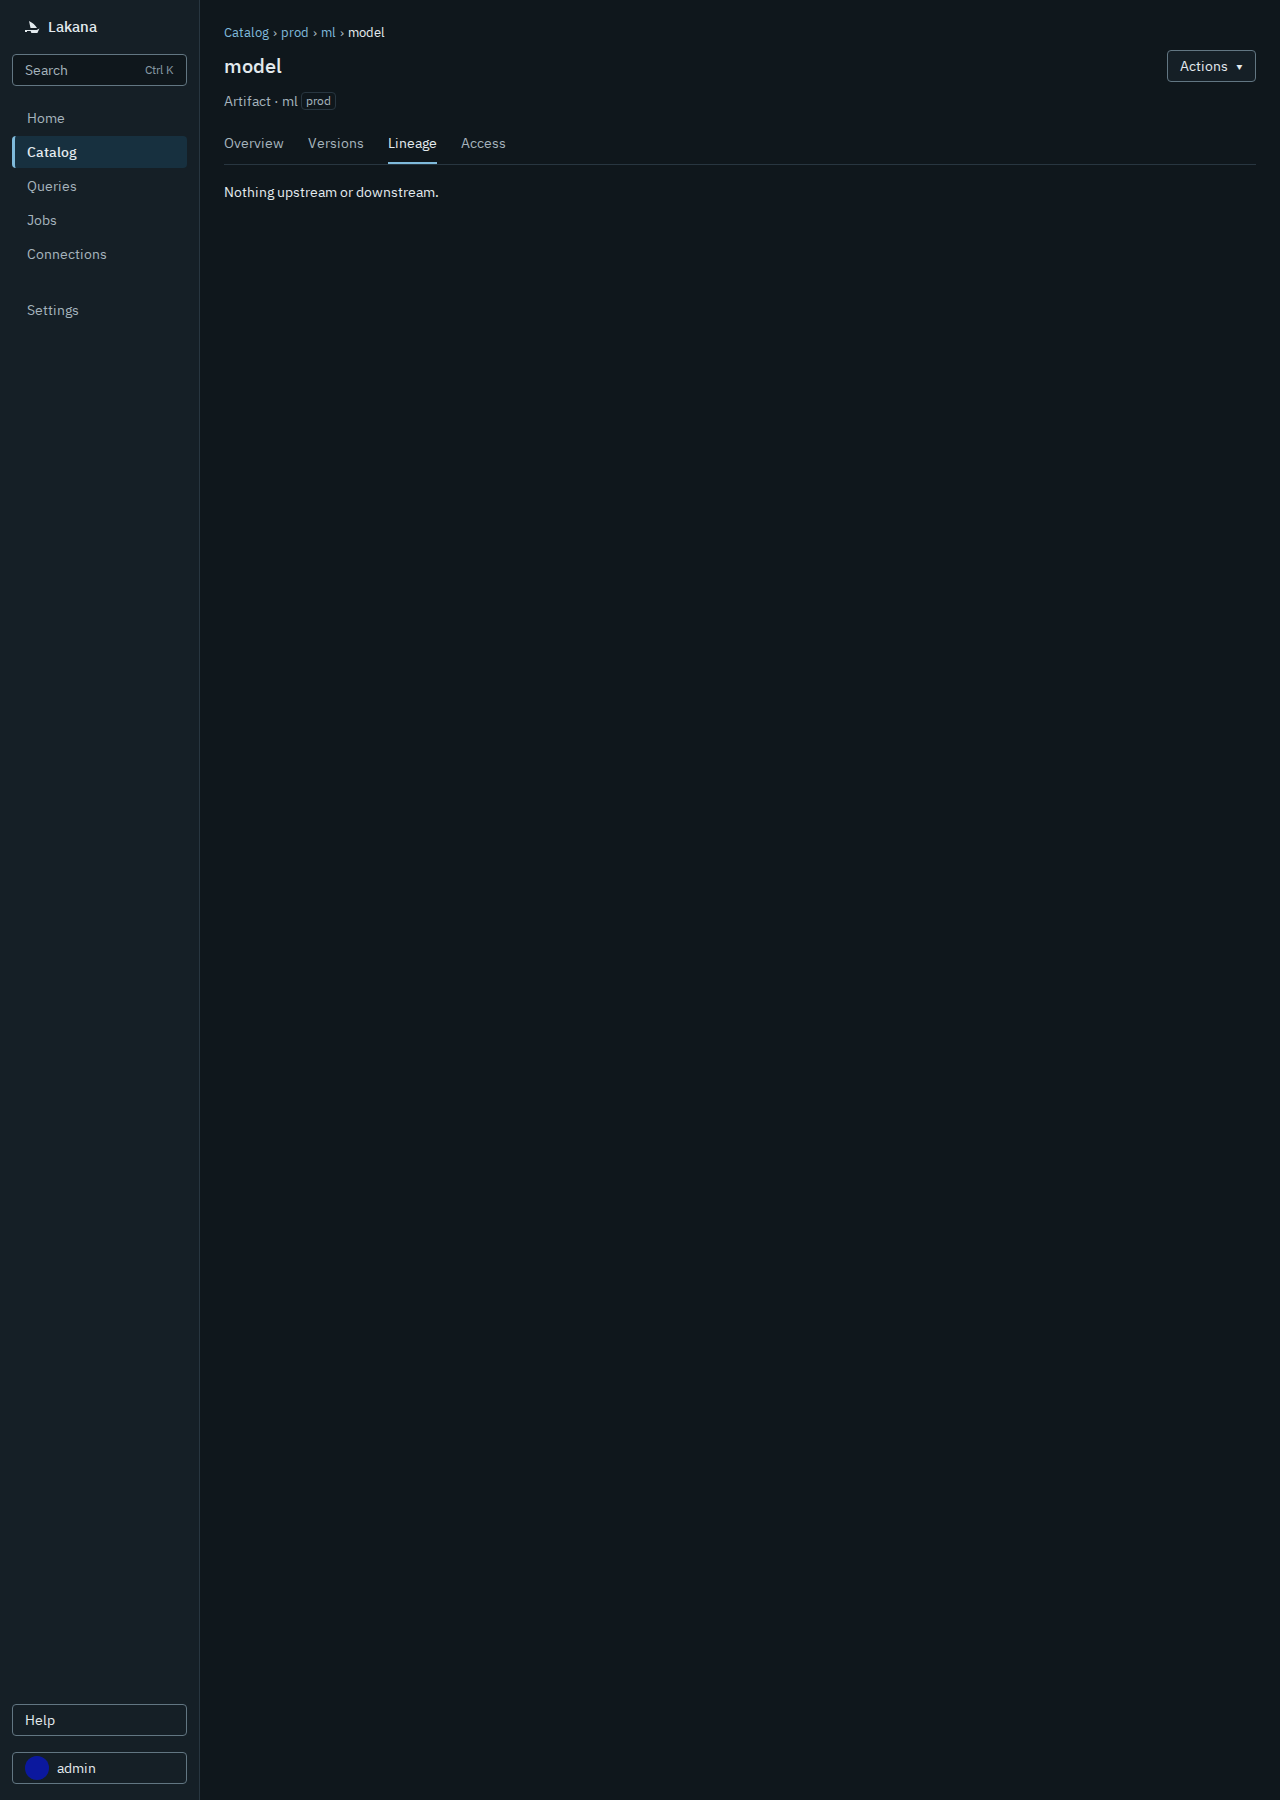 Lakana
Search Ctrl K
Home
Catalog
Queries
Jobs
Connections
Settings
Help
admin
Catalog › prod › ml › model
model
Actions ▾
Artifact · ml prod
Overview Versions Lineage Access
Nothing upstream or downstream.